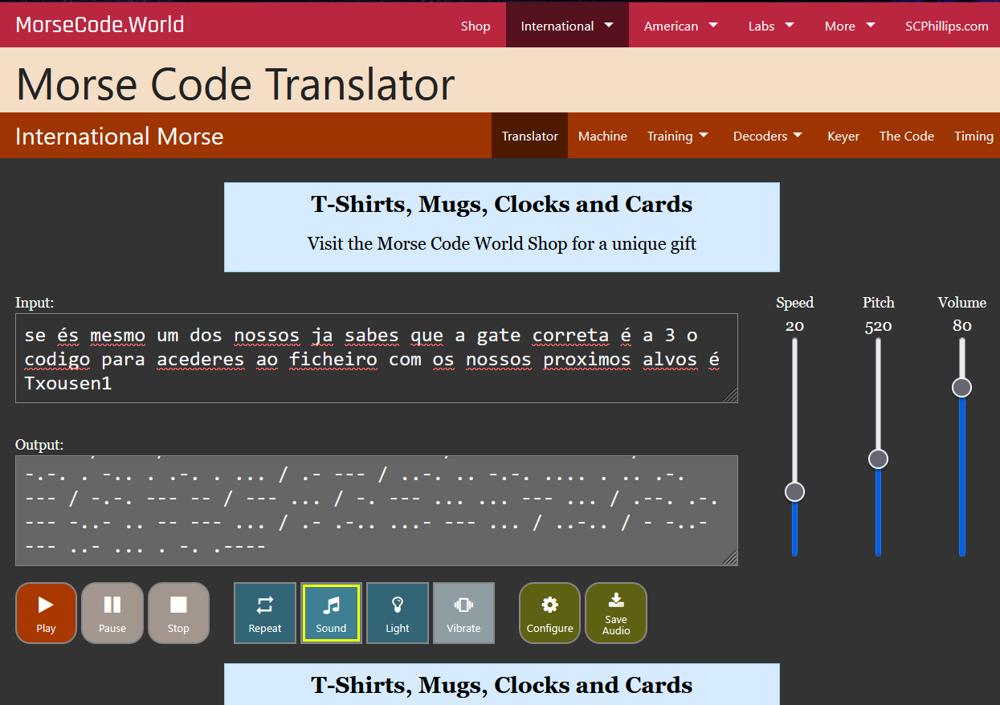 MorseCode.World
Shop International American Labs More SCPhillips.com
Morse Code Translator
International Morse
Translator Machine Training Decoders Keyer The Code Timing
T-Shirts, Mugs, Clocks and Cards
Visit the Morse Code World Shop for a unique gift
Input:
se és mesmo um dos nossos ja sabes que a gate correta é a 3 o
codigo para acederes ao ficheiro com os nossos proximos alvos é
Txousen1
Speed Pitch Volume
20 520 80
Output:
-.-. . -.. . .-. . ... / .- --- / ..-. .. -.-. .... . .. .-.
--- / -.-. --- -- / --- ... / -. --- ... ... --- ... / .--. .-.
--- -..- .. -- --- ... / .- .-.. ...- --- ... / ..-.. / - -..-
--- ..- ... . -. .----
Play Pause Stop Repeat Sound Light Vibrate Configure Save
Audio
T-Shirts, Mugs, Clocks and Cards